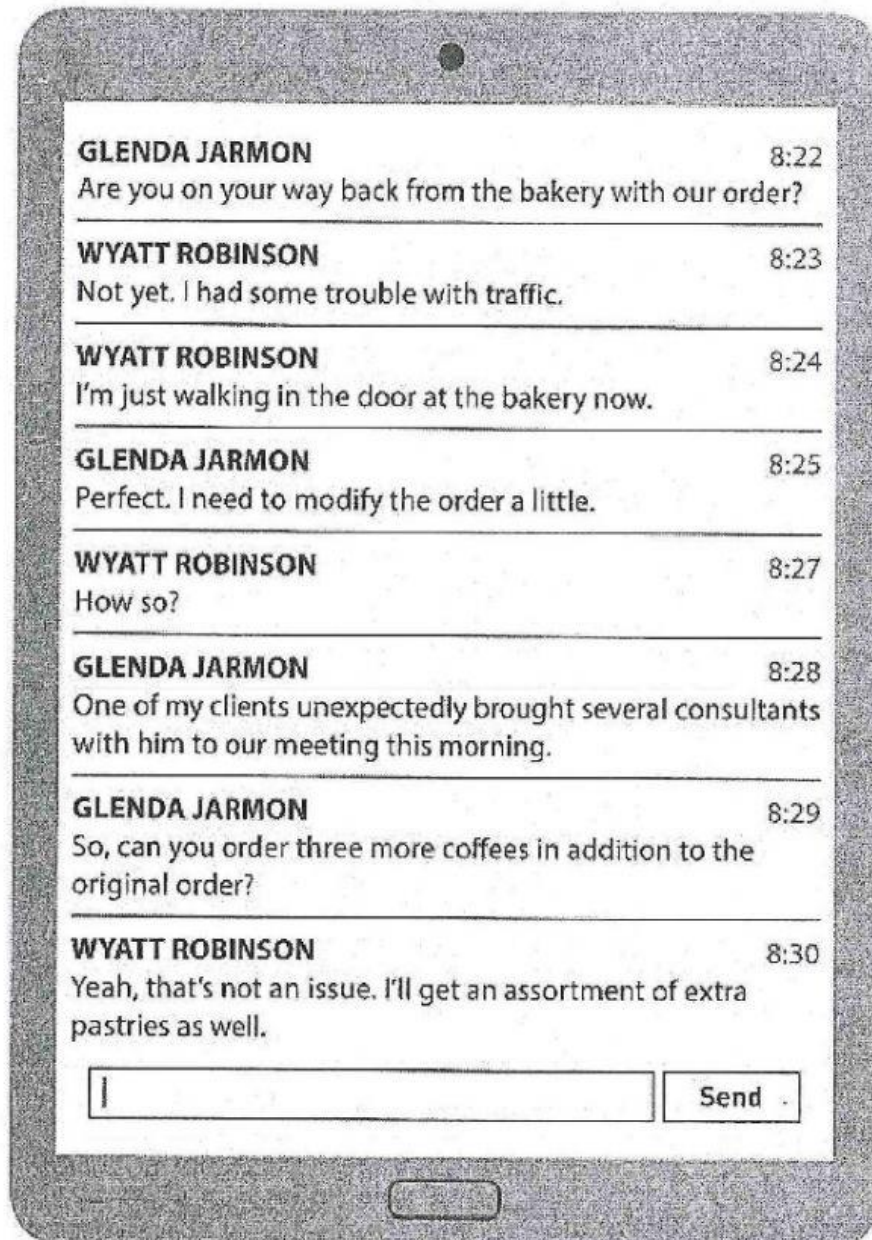 GLENDA JARMON 8:22
Are you on your way back from the bakery with our order?
WYATT ROBINSON 8:23
Not yet. I had some trouble with traffic.
WYATT ROBINSON 8:24
I'm just walking in the door at the bakery now.
GLENDA JARMON 8:25
Perfect. I need to modify the order a little.
WYATT ROBINSON 8:27
How so?
GLENDA JARMON 8:28
One of my clients unexpectedly brought several consultants
with him to our meeting this morning.
GLENDA JARMON 8:29
So, can you order three more coffees in addition to the
original order?
WYATT ROBINSON 8:30
Yeah, that's not an issue. I'll get an assortment of extra
pastries as well.
Send